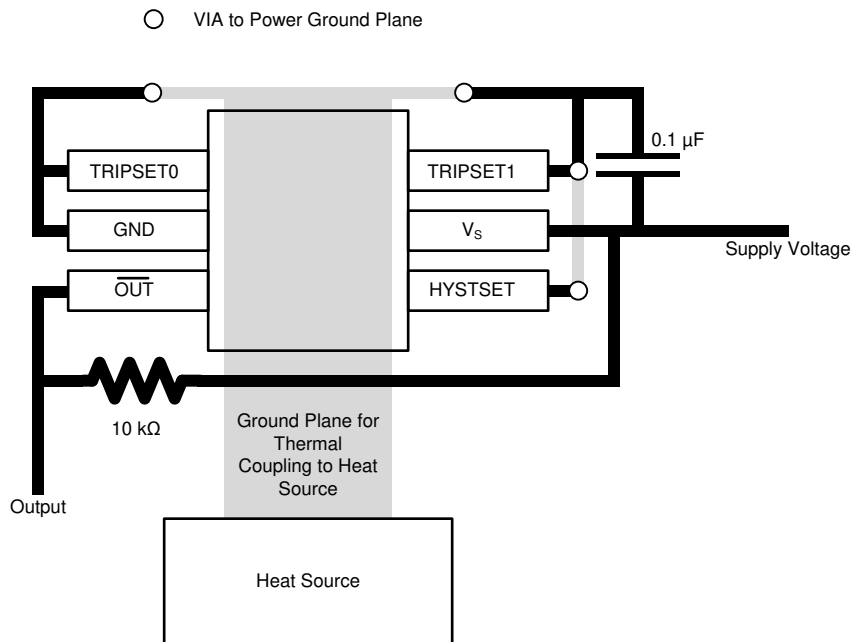 VIA to Power Ground Plane
0.1 µF
TRIPSET0
TRIPSET1
GND
VS
Supply Voltage
OUT
HYSTSET
10 kΩ
Ground Plane for
Thermal
Coupling to Heat
Source
Output
Heat Source